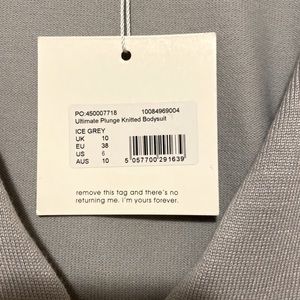 PO:450007718 10084969004
Ultimate Plunge Knitted Bodysuit
ICE GREY
UK 10
EU 38
US 6
AUS 10
5 057700 291639
remove this tag and there's no
returning me. i'm yours forever.